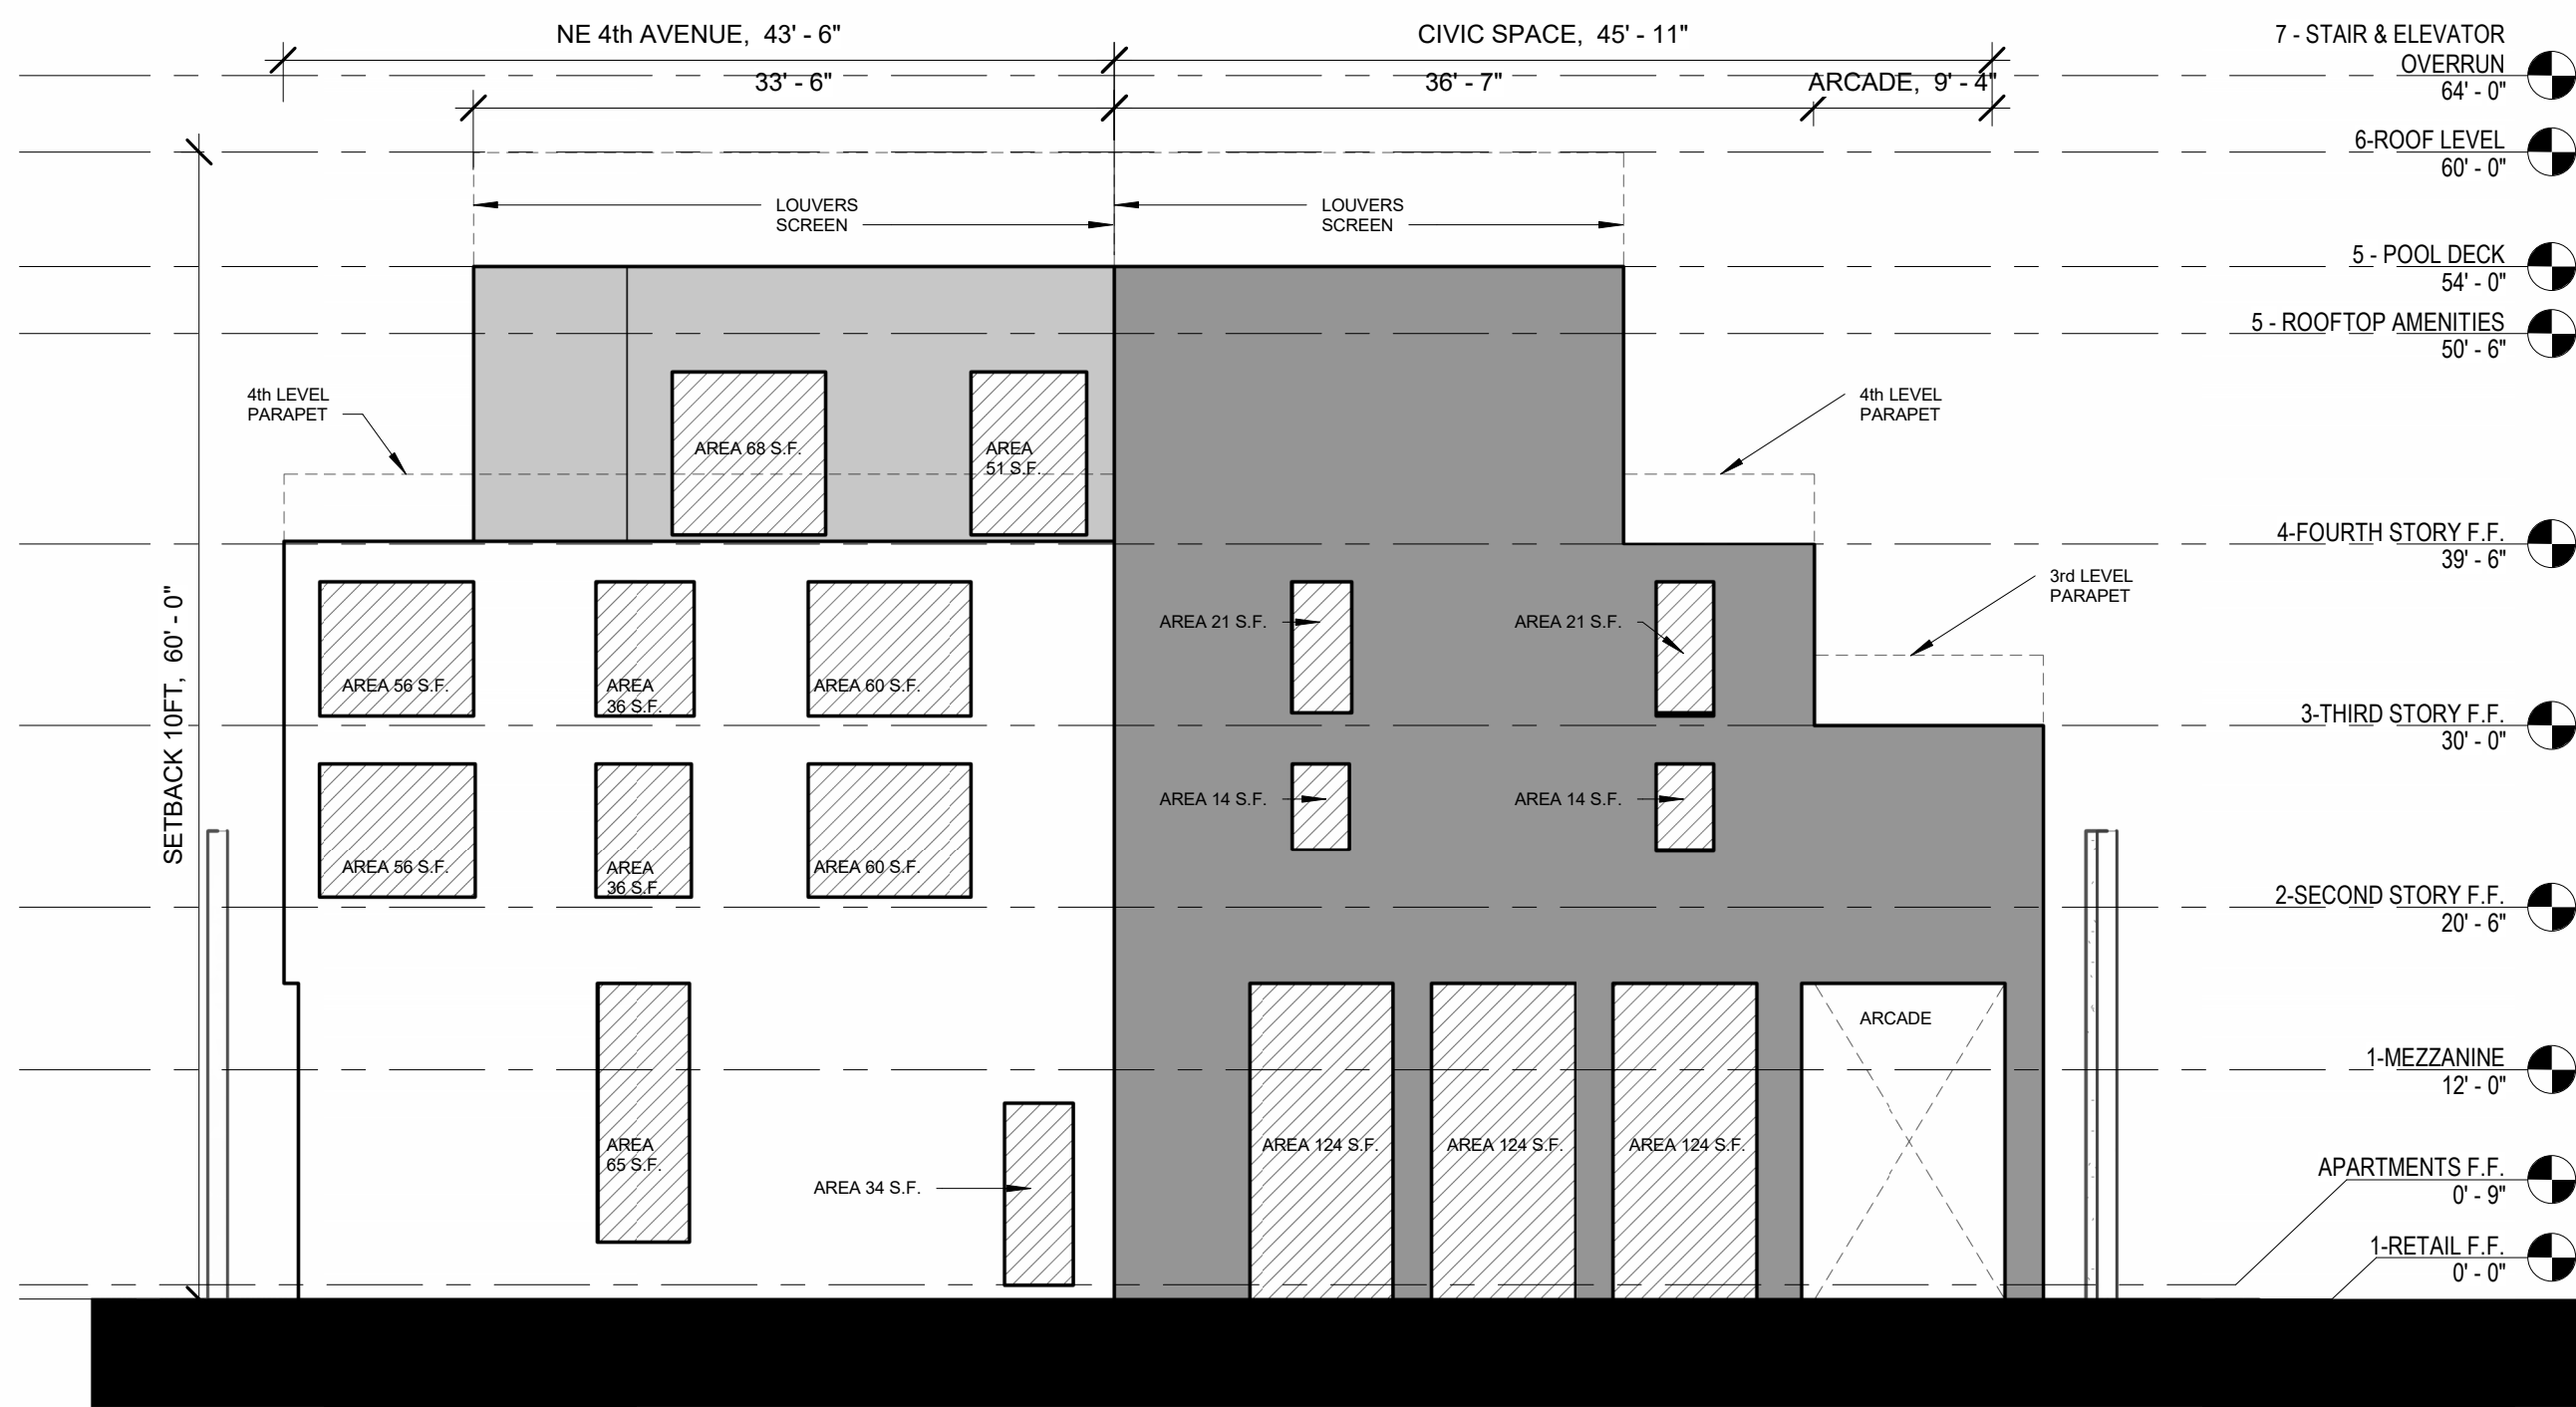 NE 4th AVENUE,  43' - 6"
CIVIC SPACE,  45' - 11"
7 - STAIR & ELEVATOR
OVERRUN
64' - 0"
33' - 6"
36' - 7"
ARCADE,  9' - 4"
6-ROOF LEVEL
60' - 0"
LOUVERS
SCREEN
LOUVERS
SCREEN
5 - POOL DECK
54' - 0"
5 - ROOFTOP AMENITIES
50' - 6"
4th LEVEL
PARAPET
4th LEVEL
PARAPET
AREA 68 S.F.
AREA
51 S.F.
4-FOURTH STORY F.F.
39' - 6"
3rd LEVEL
PARAPET
SETBACK 10FT,  60' - 0"
AREA 21 S.F.
AREA 21 S.F.
AREA 56 S.F.
AREA
36 S.F.
AREA 60 S.F.
3-THIRD STORY F.F.
30' - 0"
AREA 14 S.F.
AREA 14 S.F.
AREA 56 S.F.
AREA
36 S.F.
AREA 60 S.F.
2-SECOND STORY F.F.
20' - 6"
ARCADE
1-MEZZANINE
12' - 0"
AREA
65 S.F.
AREA 124 S.F.
AREA 124 S.F.
AREA 124 S.F.
AREA 34 S.F.
APARTMENTS F.F.
0' - 9"
1-RETAIL F.F.
0' - 0"